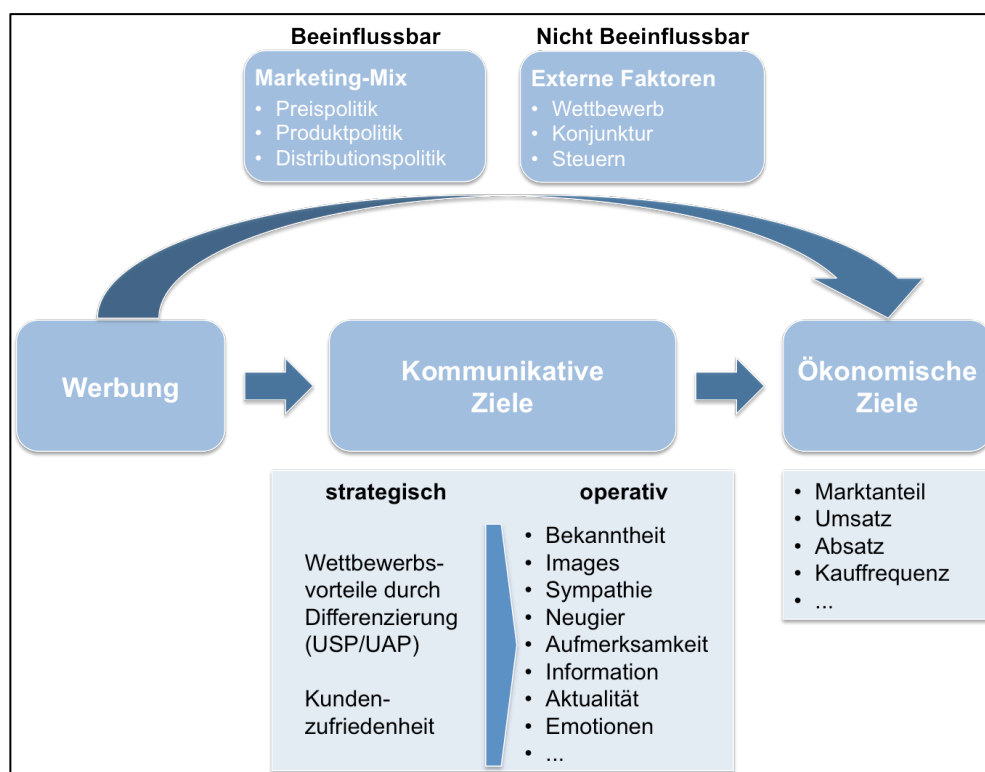 Beeinflussbar
Marketing-Mix
• Preispolitik
• Produktpolitik
• Distributionspolitik
Nicht Beeinflussbar
Externe Faktoren
• Wettbewerb
• Konjunktur
• Steuern
Werbung
Kommunikative
Ziele
Ökonomische
Ziele
strategisch
Wettbewerbs-
vorteile durch
Differenzierung
(USP/UAP)
Kunden-
zufriedenheit
operativ
• Bekanntheit
• Images
• Sympathie
• Neugier
• Aufmerksamkeit
• Information
• Aktualität
• Emotionen
• ...
• Marktanteil
• Umsatz
• Absatz
• Kauffrequenz
• ...